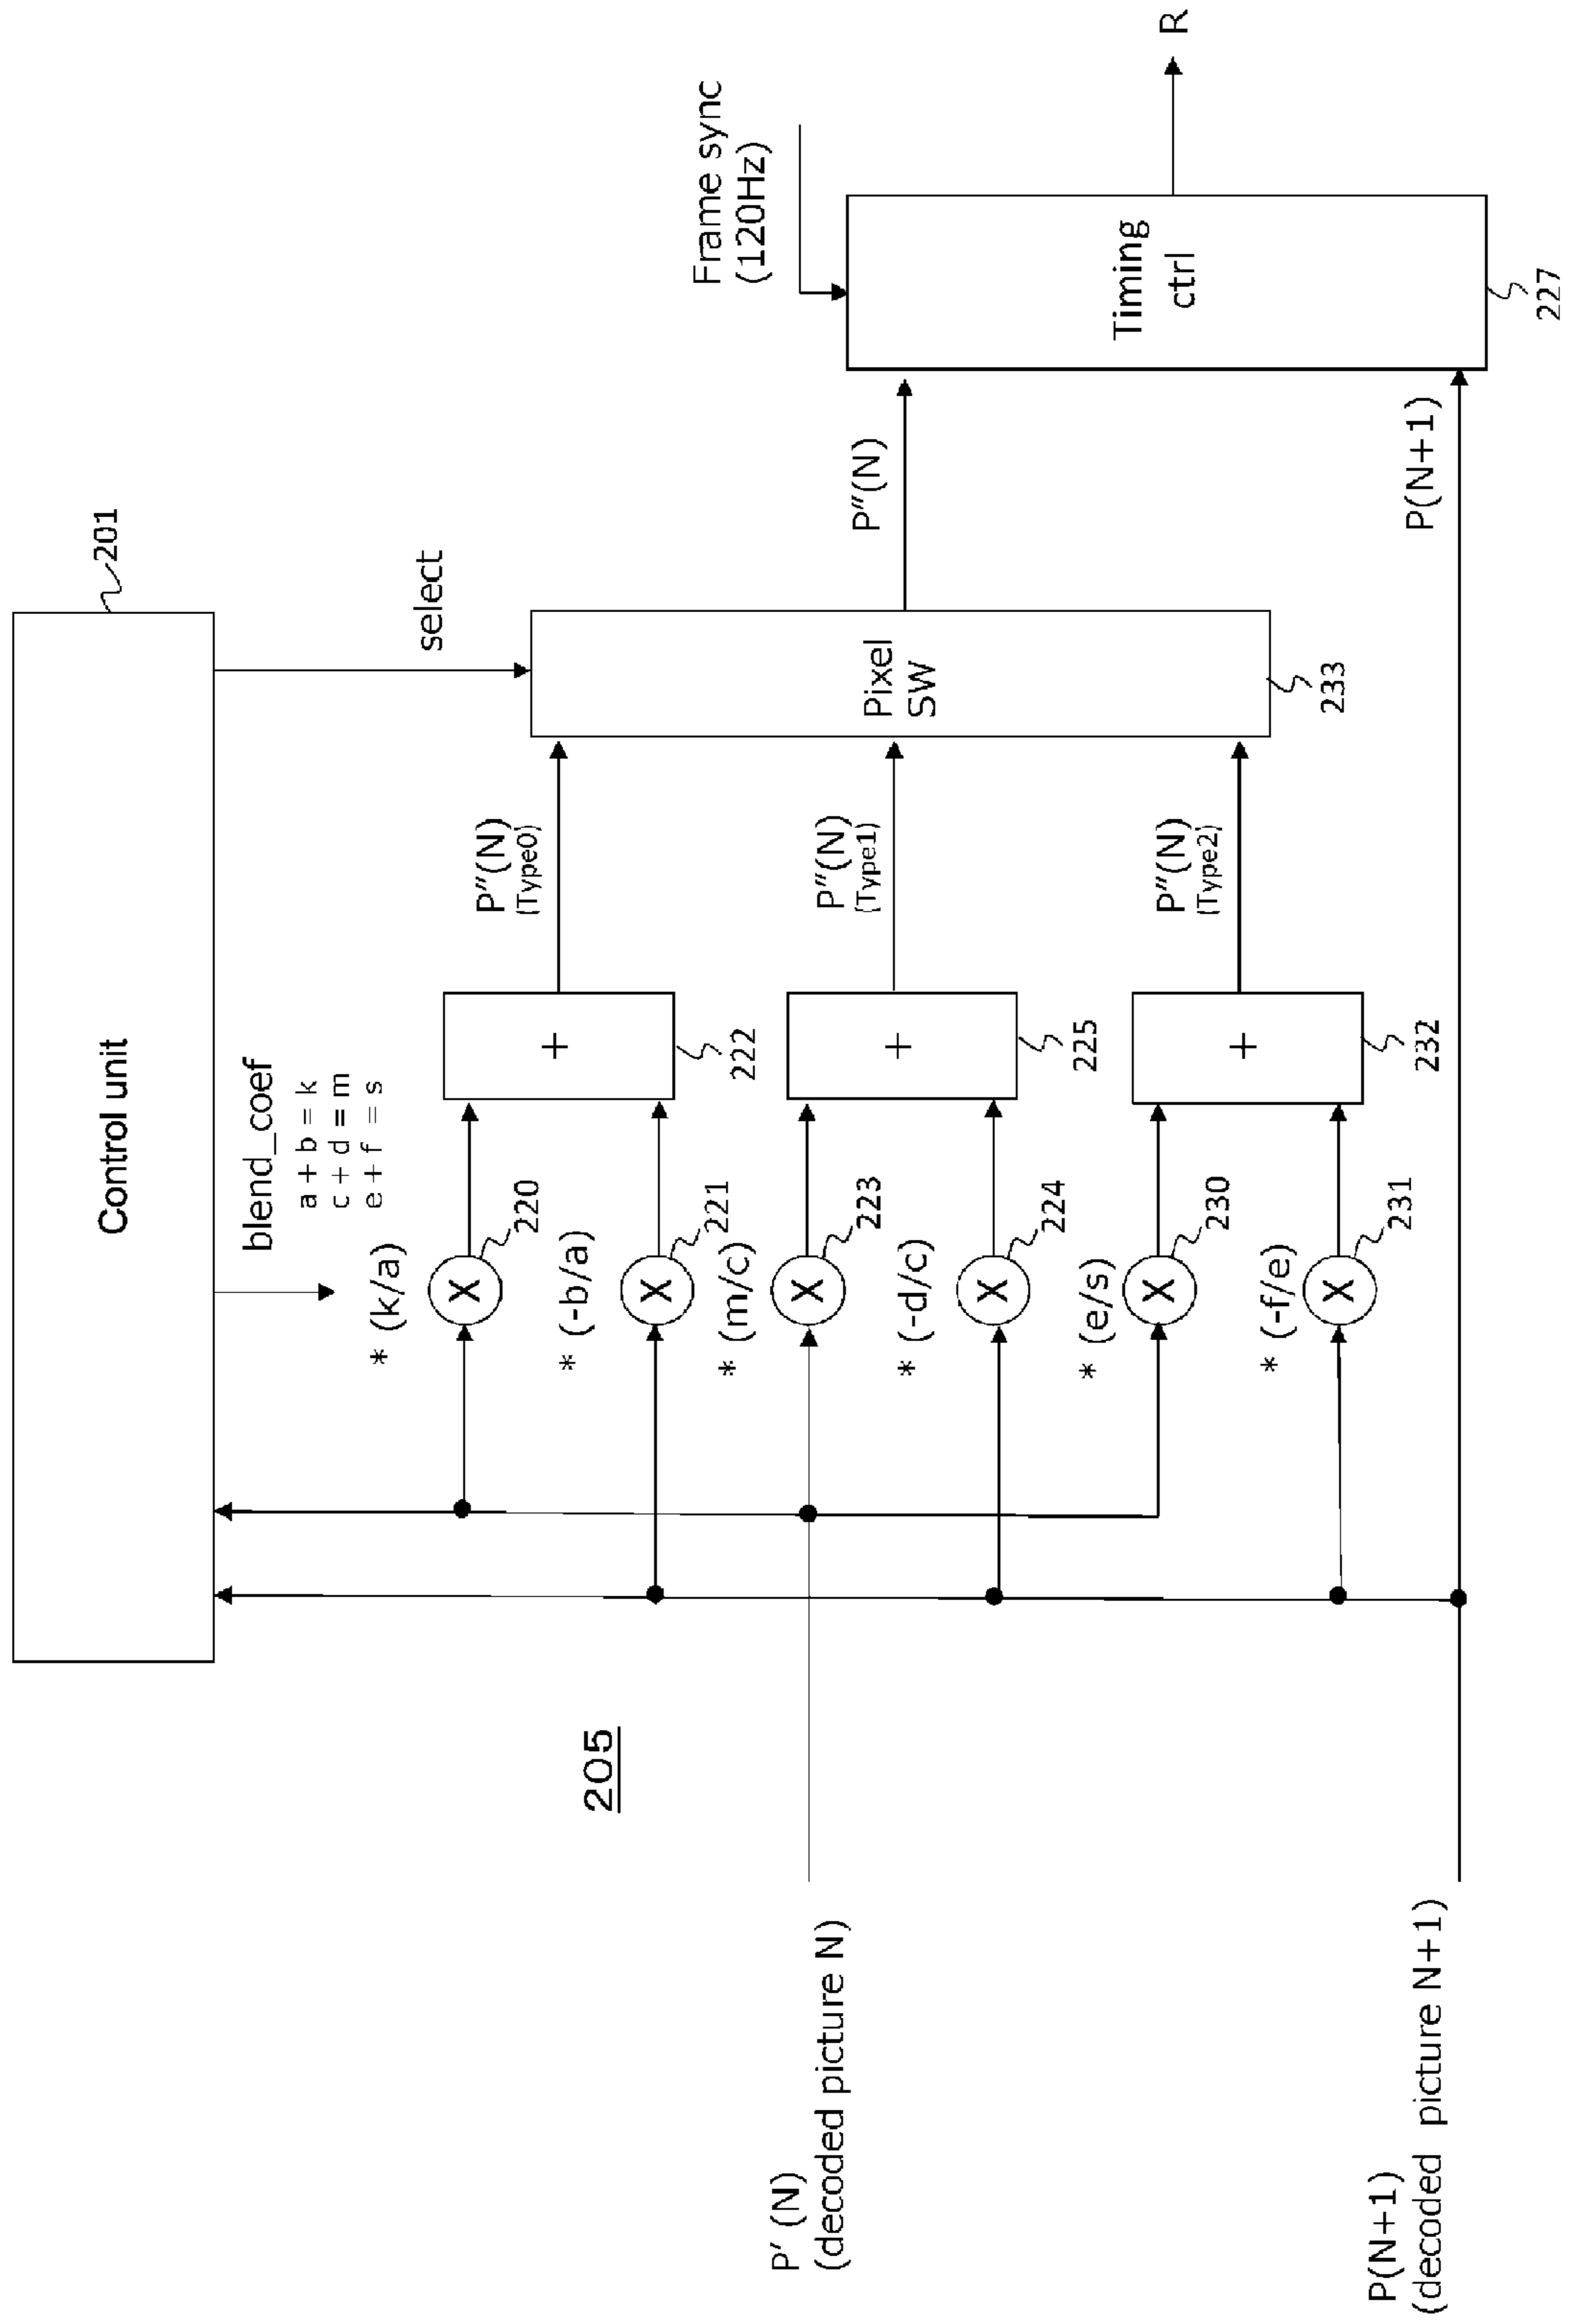 Control unit
201
blend_coef
a + b = k
c + d = m
e + f = s
select
Frame sync
(120Hz)
* (k/a)
X
220
* (-b/a)
X
221
+
222
P″(N)
(Type0)
* (m/c)
X
223
* (-d/c)
X
224
+
225
P″(N)
(Type1)
* (e/s)
X
230
* (-f/e)
X
231
+
232
P″(N)
(Type2)
Pixel
SW
233
P″(N)
P(N+1)
Timing
ctrl
227
R
205
P′ (N)
(decoded picture N)
P(N+1)
(decoded picture N+1)